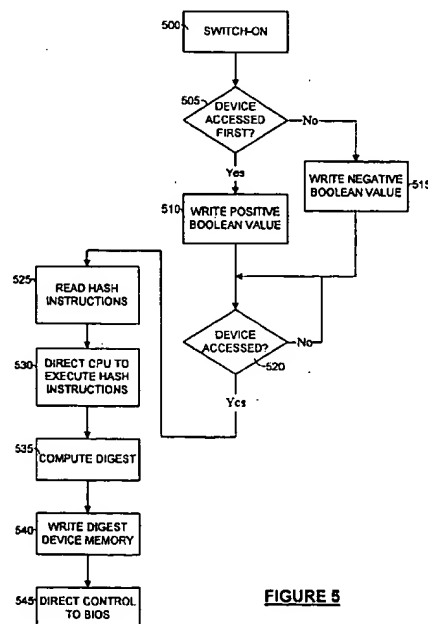 500
SWITCH-ON
505
DEVICE
ACCESSED
FIRST?
No
Yes
510
WRITE POSITIVE
BOOLEAN VALUE
WRITE NEGATIVE
BOOLEAN VALUE
515
DEVICE
ACCESSED?
No
520
Yes
525
READ HASH
INSTRUCTIONS
530
DIRECT CPU TO
EXECUTE HASH
INSTRUCTIONS
535
COMPUTE DIGEST
540
WRITE DIGEST
DEVICE MEMORY
545
DIRECT CONTROL
TO BIOS
FIGURE 5